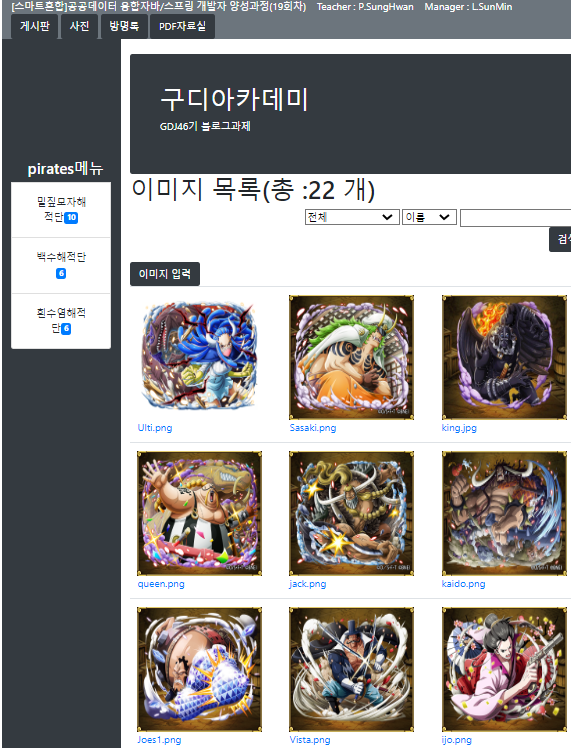 [스마트혼합]공공데이터 융합자바/스프링 개발자 양성과정(19회차) Teacher : P.SungHwan Manager : L.SunMin
게시판 사진 방명록 PDF자료실
구디아카데미
GDJ46기 블로그과제
pirates메뉴
밀짚모자해
적단10
백수해적단
6
흰수염해적
단6
이미지 목록(총 :22 개)
전체 이름
이미지 입력
Ulti.png Sasaki.png king.jpg
queen.png jack.png kaido.png
Joes1.png Vista.png ijo.png